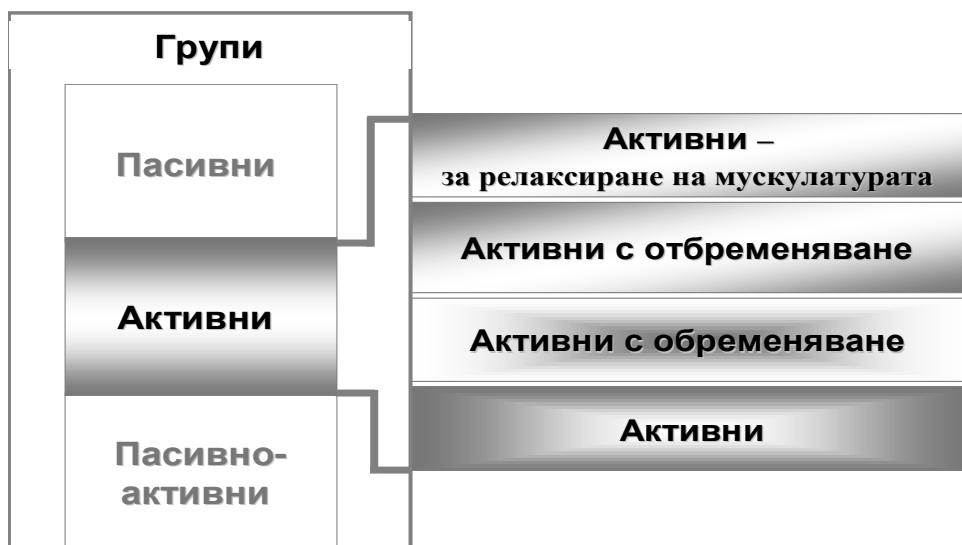 Групи
Пасивни
Активни
Пасивно-
активни
Активни –
за релаксиране на мускулатурата
Активни с отбременяване
Активни с обременяване
Активни